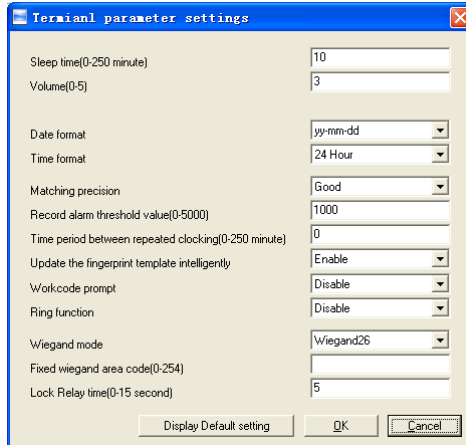 Termianl parameter settings
Sleep time(0-250 minute) 10
Volume(0-5) 3
Date format yy-mm-dd
Time format 24 Hour
Matching precision Good
Record alarm threshold value(0-5000) 1000
Time period between repeated clocking(0-250 minute) 0
Update the fingerprint template intelligently Enable
Workcode prompt Disable
Ring function Disable
Wiegand mode Wiegand26
Fixed wiegand area code(0-254)
Lock Relay time(0-15 second) 5
Display Default setting OK Cancel